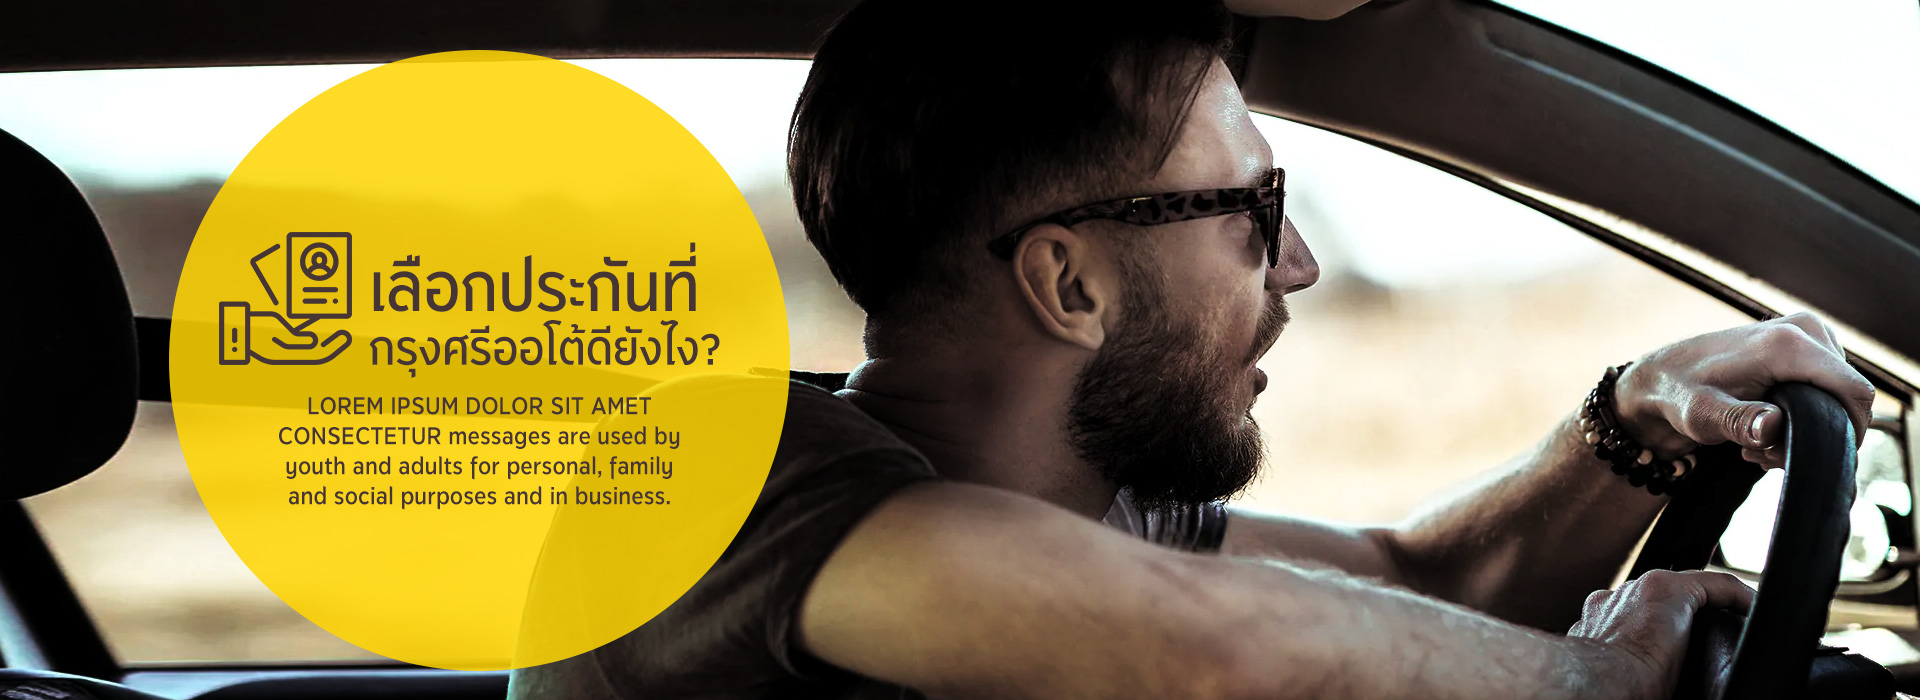 เลือกประกันที่
กรุงศรีออโต้ดียังไง?
LOREM IPSUM DOLOR SIT AMET
CONSECTETUR messages are used by
youth and adults for personal, family
and social purposes and in business.